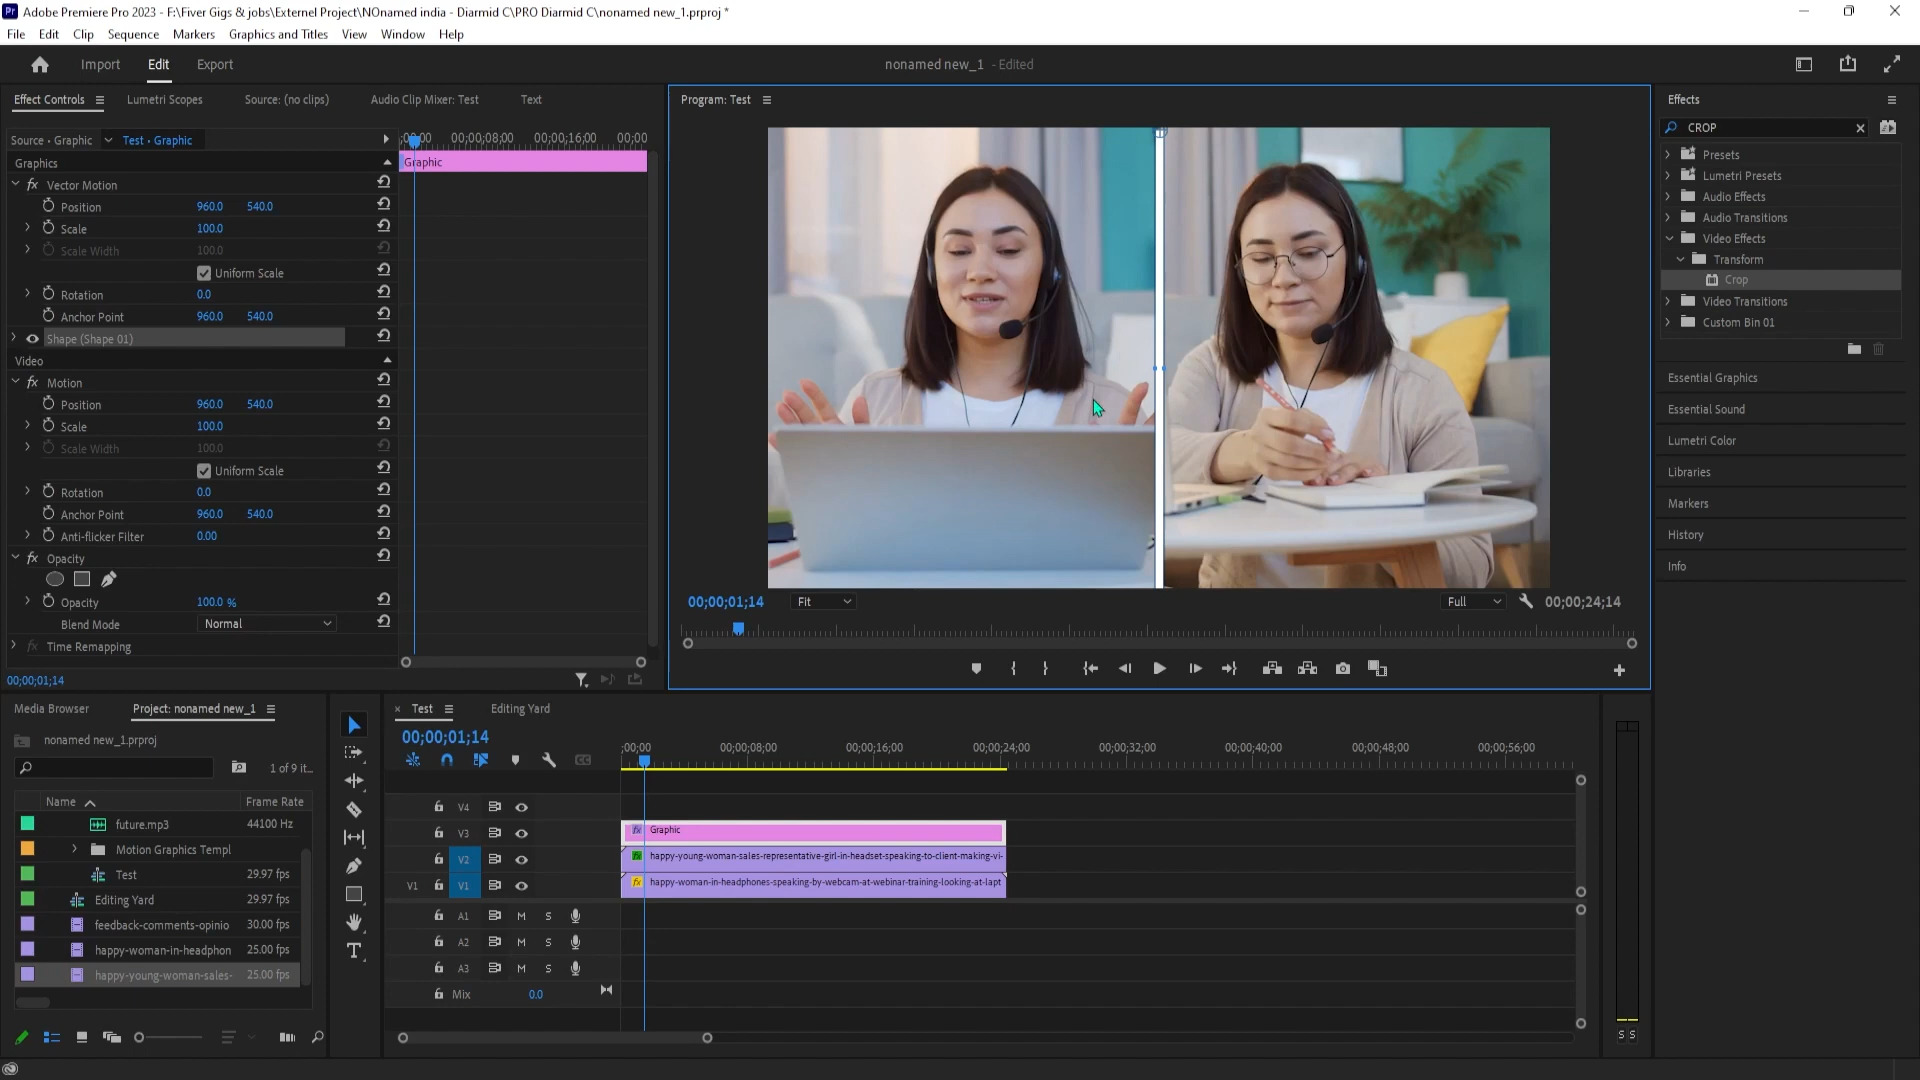 Adobe Premiere Pro 2023 - F:\Fiver Gigs & jobs\Externel Project\NOnamed india - Diarmid C\PRO Diarmid C\nonamed new_1.prproj *
File Edit Clip Sequence Markers Graphics and Titles View Window Help
Import Edit Export
nonamed new_1 - Edited
Effect Controls Lumetri Scopes Source: (no clips) Audio Clip Mixer: Test Text
Source • Graphic Test • Graphic
00;00;08;00 00;00;16;00 00;00
Graphics
Graphic
fx Vector Motion
Position 960.0 540.0
Scale 100.0
Scale Width 100.0
Uniform Scale
Rotation 0.0
Anchor Point 960.0 540.0
Shape (Shape 01)
Video
fx Motion
Position 960.0 540.0
Scale 100.0
Scale Width 100.0
Uniform Scale
Rotation 0.0
Anchor Point 960.0 540.0
Anti-flicker Filter 0.00
fx Opacity
Opacity 100.0 %
Blend Mode Normal
fx Time Remapping
00;00;01;14
Program: Test
00;00;01;14 Fit Full 00;00;24;14
Effects
CROP
Presets
Lumetri Presets
Audio Effects
Audio Transitions
Video Effects
Transform
Crop
Video Transitions
Custom Bin 01
Essential Graphics
Essential Sound
Lumetri Color
Libraries
Markers
History
Info
Media Browser Project: nonamed new_1
nonamed new_1.prproj
1 of 9 it...
Name Frame Rate
future.mp3 44100 Hz
Motion Graphics Templ
Test 29.97 fps
Editing Yard 29.97 fps
feedback-comments-opinio 30.00 fps
happy-woman-in-headphon 25.00 fps
happy-young-woman-sales- 25.00 fps
× Test Editing Yard
00;00;01;14
;00;00 00;00;08;00 00;00;16;00 00;00;24;00 00;00;32;00 00;00;40;00 00;00;48;00 00;00;56;00
V4
V3 fx Graphic
V2 fx happy-young-woman-sales-representative-girl-in-headset-speaking-to-client-making-vi-
V1 V1 fx happy-woman-in-headphones-speaking-by-webcam-at-webinar-training-looking-at-lapt
A1 M S
A2 M S
A3 M S
Mix 0.0
S S